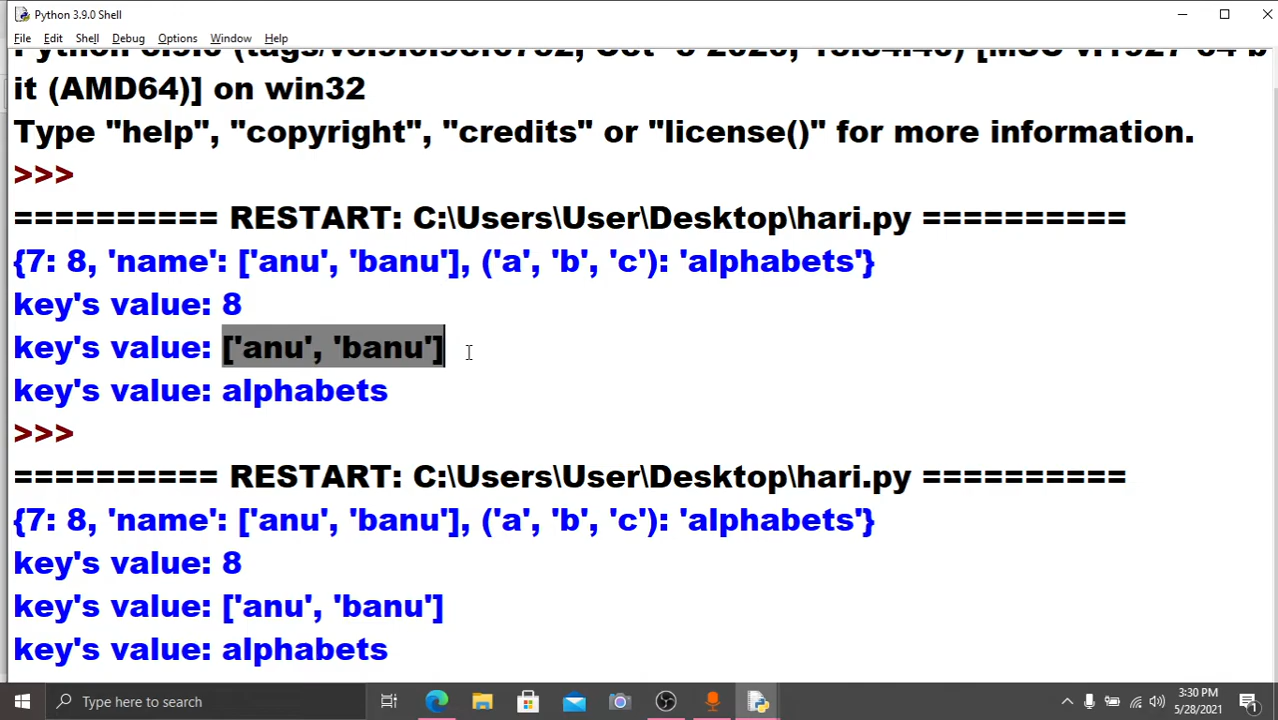 Python 3.9.0 Shell
File Edit Shell Debug Options Window Help
it (AMD64)] on win32
Type "help", "copyright", "credits" or "license()" for more information.
>>>
========== RESTART: C:\Users\User\Desktop\hari.py ==========
{7: 8, 'name': ['anu', 'banu'], ('a', 'b', 'c'): 'alphabets'}
key's value: 8
key's value: ['anu', 'banu']
key's value: alphabets
>>>
========== RESTART: C:\Users\User\Desktop\hari.py ==========
{7: 8, 'name': ['anu', 'banu'], ('a', 'b', 'c'): 'alphabets'}
key's value: 8
key's value: ['anu', 'banu']
key's value: alphabets
Type here to search
3:30 PM
5/28/2021
1